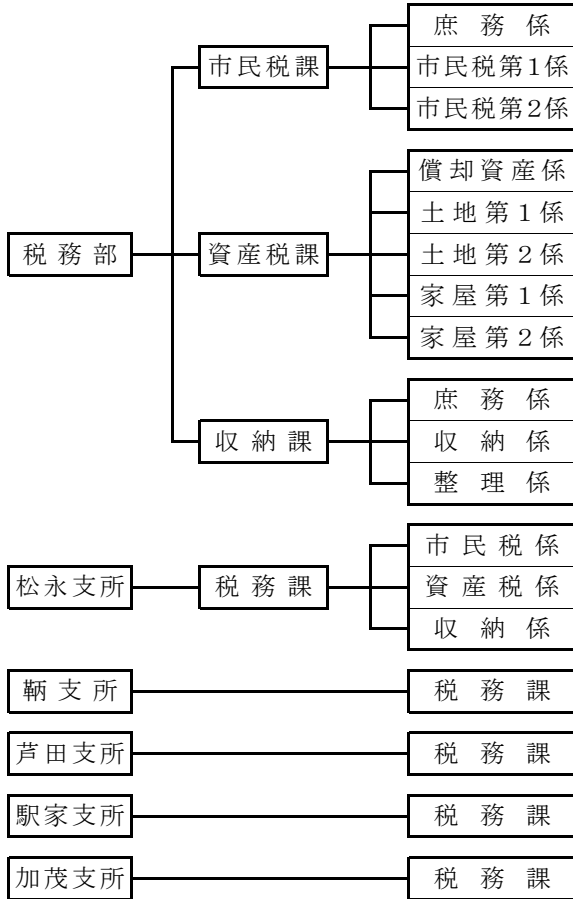 庶務係
市民税課
市民税第1係
市民税第2係
償却資産係
土地第1係
税務部
資産税課
土地第2係
家屋第1係
家屋第2係
庶務係
収納課
収納係
整理係
市民税係
松永支所
税務課
資産税係
収納係
鞆支所
税務課
芦田支所
税務課
駅家支所
税務課
加茂支所
税務課